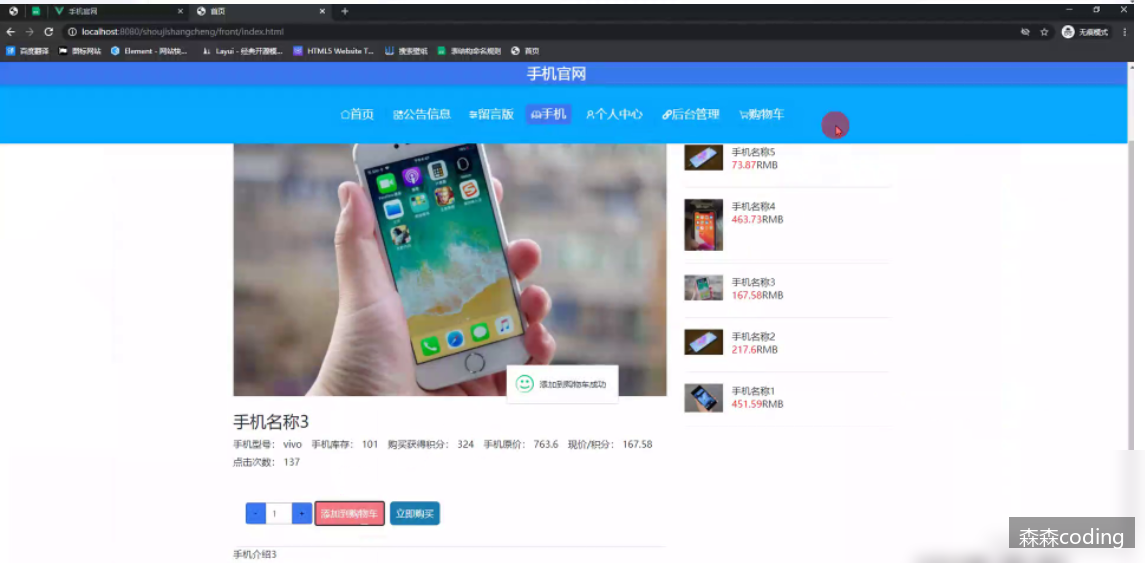 手机官网
首页
localhost:8080/shoujishangcheng/front/index.html
无痕模式
百度翻译
图标网站
Element - 网站快...
Layui - 经典开源模...
HTML5 Website T...
搜索壁纸
首页
手机官网
首页 公告信息 留言版 手机 个人中心 后台管理 购物车
手机名称5
73.87RMB
手机名称4
463.73RMB
手机名称3
167.58RMB
手机名称2
217.6RMB
手机名称1
451.59RMB
添加到购物车成功
手机名称3
手机型号: vivo 手机库存: 101 购买获得积分: 324 手机原价: 763.6 现价/积分: 167.58
点击次数: 137
- 1 + 添加到购物车 立即购买
手机介绍3
森森coding